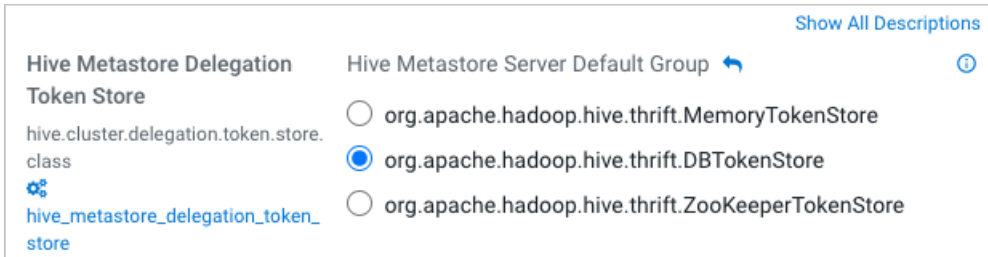 Show All Descriptions
Hive Metastore Delegation
Token Store
hive.cluster.delegation.token.store.
class
hive_metastore_delegation_token_
store
Hive Metastore Server Default Group
org.apache.hadoop.hive.thrift.MemoryTokenStore
org.apache.hadoop.hive.thrift.DBTokenStore
org.apache.hadoop.hive.thrift.ZooKeeperTokenStore